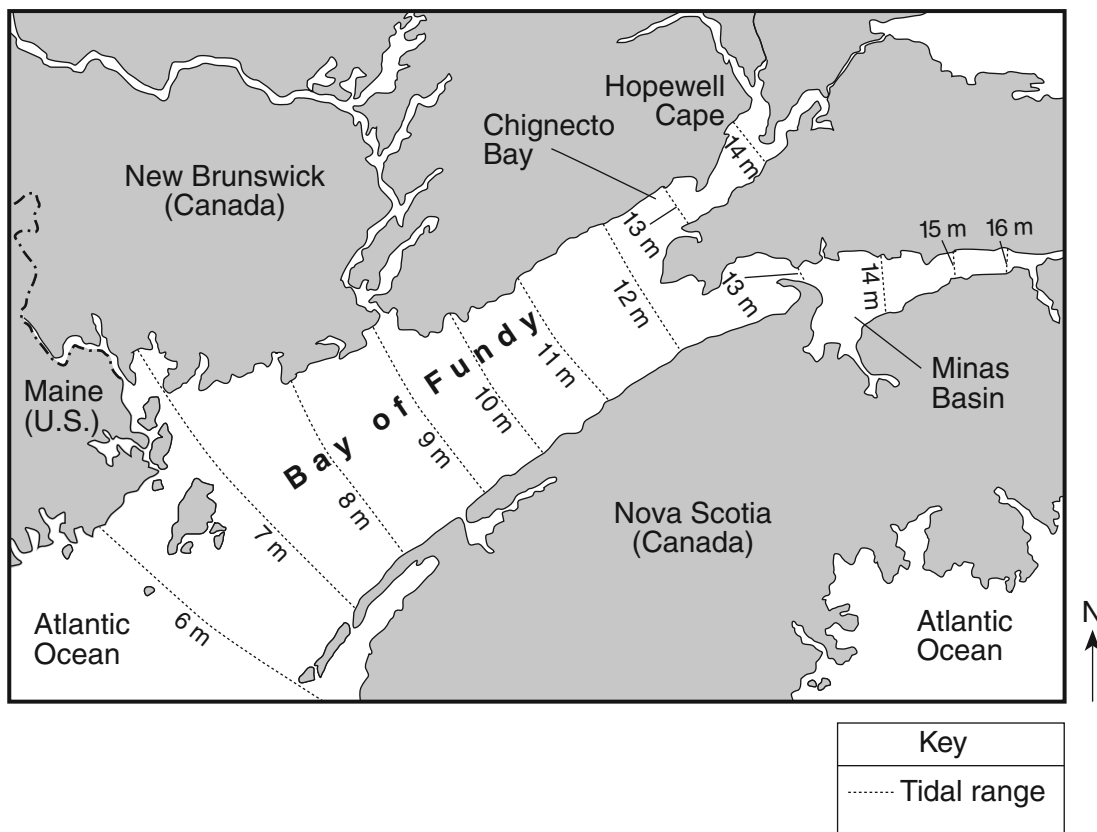 Hopewell
Cape
Chignecto
Bay
14 m
New Brunswick
(Canada)
13 m
15 m
16 m
13 m
14 m
12 m
Bay of Fundy
11 m
10 m
9 m
8 m
7 m
6 m
Maine
(U.S.)
Minas
Basin
Nova Scotia
(Canada)
Atlantic
Ocean
Atlantic
Ocean
N
Key
Tidal range